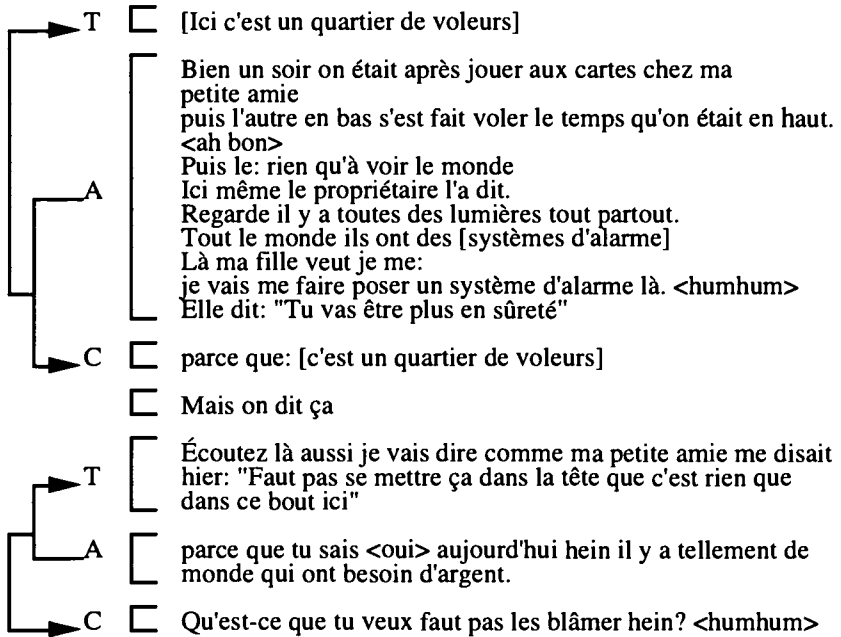 T [Ici c'est un quartier de voleurs]
Bien un soir on était après jouer aux cartes chez ma
petite amie
puis l'autre en bas s'est fait voler le temps qu'on était en haut.
<ah bon>
Puis le: rien qu'à voir le monde
A Ici même le propriétaire l'a dit.
Regarde il y a toutes des lumières tout partout.
Tout le monde ils ont des [systèmes d'alarme]
Là ma fille veut je me:
je vais me faire poser un système d'alarme là. <humhum>
Elle dit: "Tu vas être plus en sûreté"
C parce que: [c'est un quartier de voleurs]
Mais on dit ça
Écoutez là aussi je vais dire comme ma petite amie me disait
T hier: "Faut pas se mettre ça dans la tête que c'est rien que
dans ce bout ici"
A parce que tu sais <oui> aujourd'hui hein il y a tellement de
monde qui ont besoin d'argent.
C Qu'est-ce que tu veux faut pas les blâmer hein? <humhum>